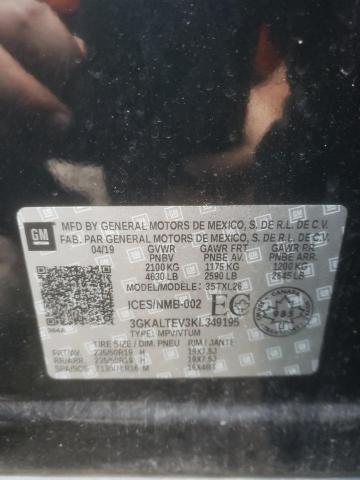 GM
MFD BY GENERAL MOTORS DE MEXICO, S. DE R.L. DE C.V.
FAB. PAR GENERAL MOTORS DE MEXICO, S. DE R.L. DE C.V.
04/19 GVWR GAWR FRT GAWR RR
PNBV PNBE AV. PNBE ARR.
2100 KG 1175 KG 1200 KG
4630 LB 2590 LB 2645 LB
MODEL/MODÈLE: 35TXL26
ICES/NMB-002 EC
3GKALTEV3KL349195
TYPE: MPV/VTUM
TIRE SIZE / DIM. PNEU RIM / JANTE
FRT/AV. 235/50R19 H 19X7.5J
RR/ARR. 235/50R19 H 19X7.5J
SPA/SCS T135/70R16 M 16X4BT